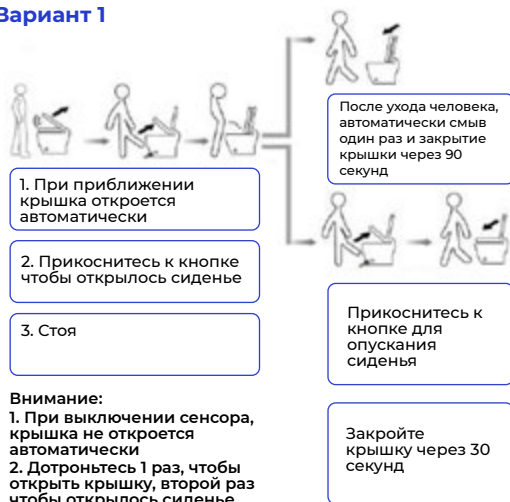 Вариант 1
1. При приближении
крышка откроется
автоматически
2. Прикоснитесь к кнопке
чтобы открылось сиденье
3. Стоя
Внимание:
1. При выключении сенсора,
крышка не откроется
автоматически
2. Дотроньтесь 1 раз, чтобы
открыть крышку, второй раз
чтобы открылось сиденье
После ухода человека,
автоматически смыв
один раз и закрытие
крышки через 90
секунд
Прикоснитесь к
кнопке для
опускания
сиденья
Закройте
крышку через 30
секунд